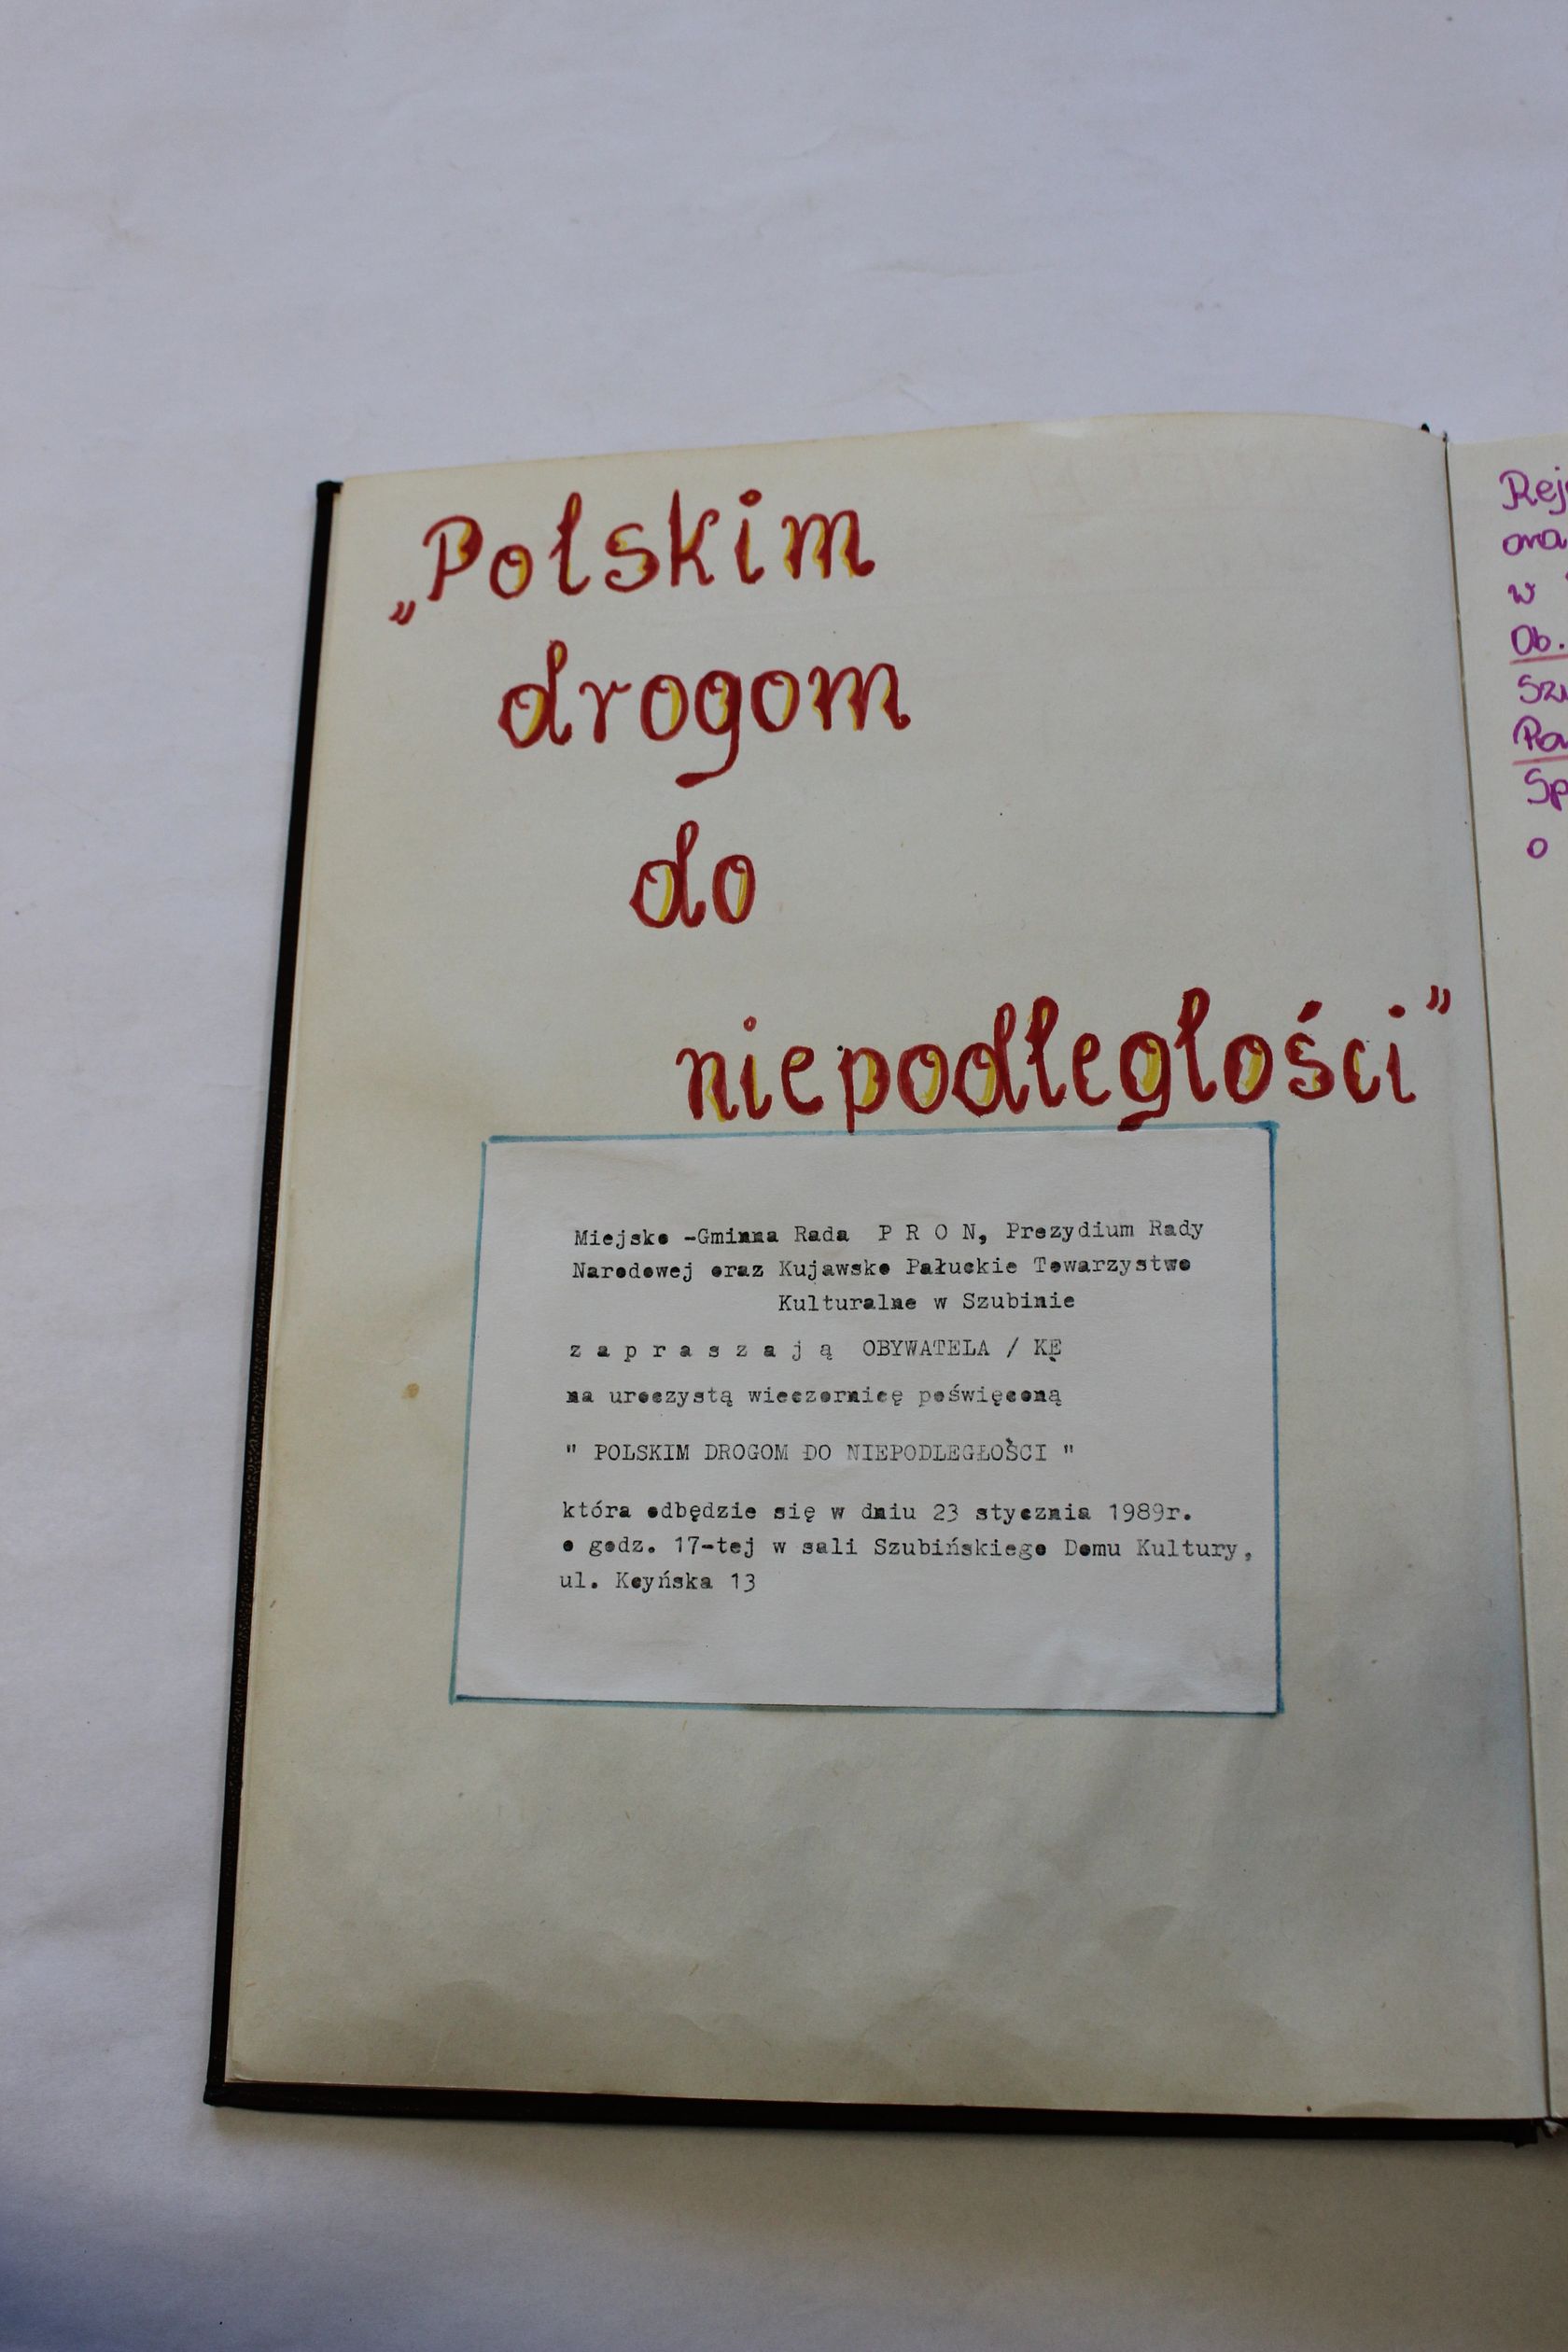 „Polskim
drogom
do
niepodległości”
Miejsko -Gminna Rada P R O N, Prezydium Rady
Narodowej oraz Kujawsko Pałuckie Towarzystwo
Kulturalne w Szubinie
z a p r a s z a j ą OBYWATELA / KĘ
na uroczystą wieczornicę poświęconą
" POLSKIM DROGOM DO NIEPODLEGŁOŚCI "
która odbędzie się w dniu 23 stycznia 1989r.
o godz. 17-tej w sali Szubińskiego Domu Kultury,
ul. Kcyńska 13
w
Ob.
o